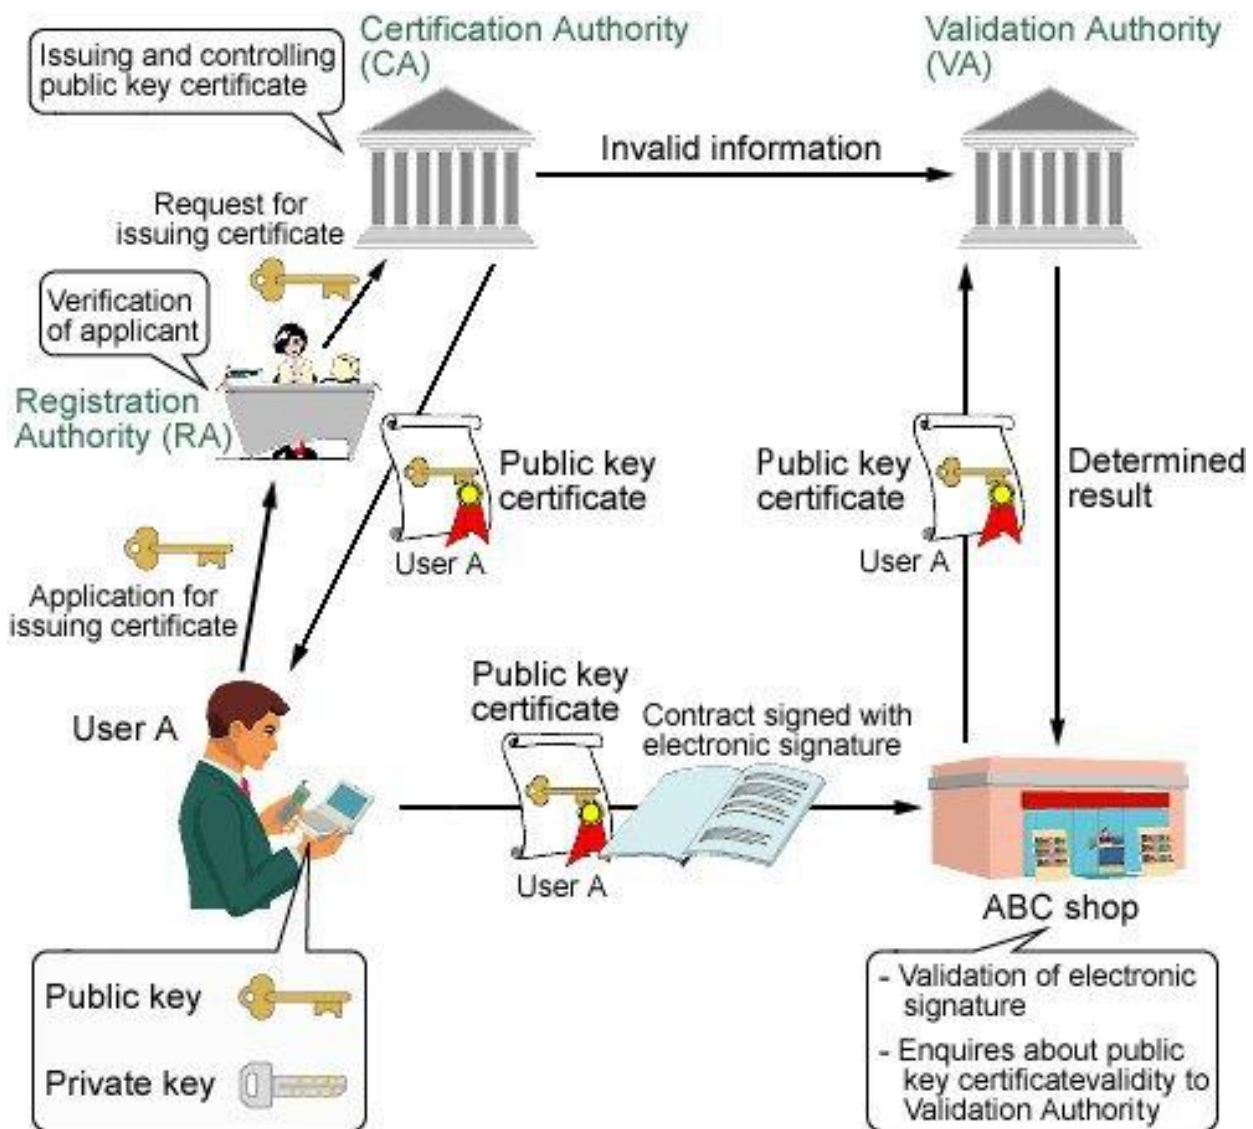 Certification Authority
(CA)
Validation Authority
(VA)
Issuing and controlling
public key certificate
Invalid information
Request for
issuing certificate
Verification
of applicant
Registration
Authority (RA)
Public key
certificate
User A
Public key
certificate
User A
Determined
result
Application for
issuing certificate
User A
Public key
certificate
User A
Contract signed with
electronic signature
ABC shop
Public key
Private key
- Validation of electronic
signature
- Enquires about public
key certificatevalidity to
Validation Authority